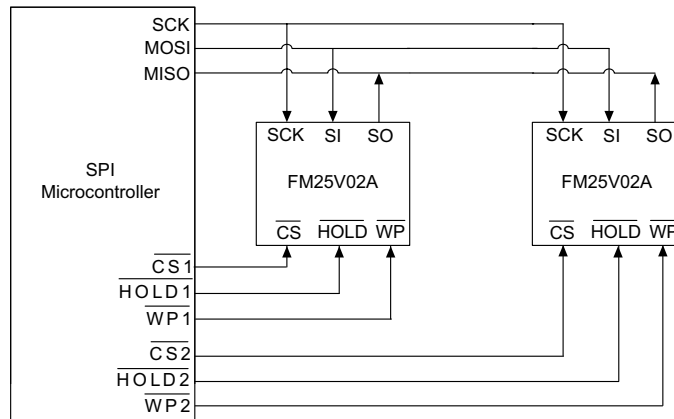 SCK
MOSI
MISO
SCK SI SO
SCK SI SO
FM25V02A
FM25V02A
SPI
Microcontroller
CS HOLD WP
CS HOLD WP
CS1
HOLD1
WP1
CS2
HOLD2
WP2